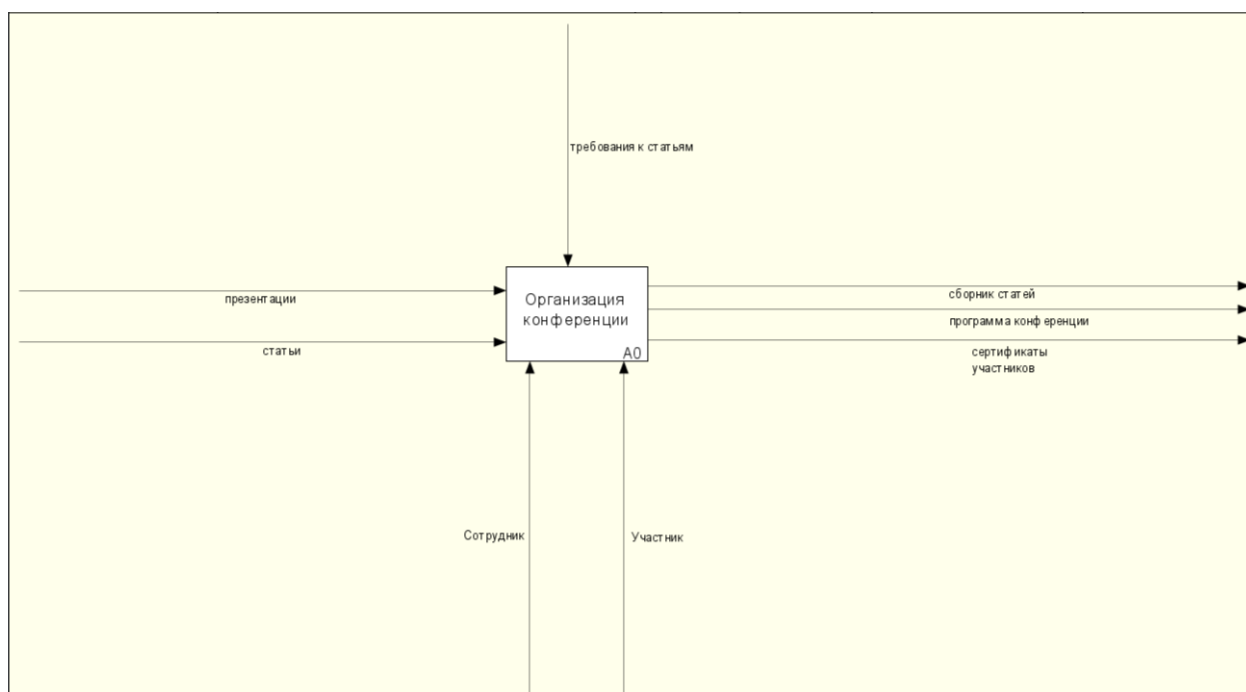 требования к статьям
презентации
статьи
Организация
конференции
A0
сборник статей
программа конференции
сертификаты
участников
Сотрудник
Участник